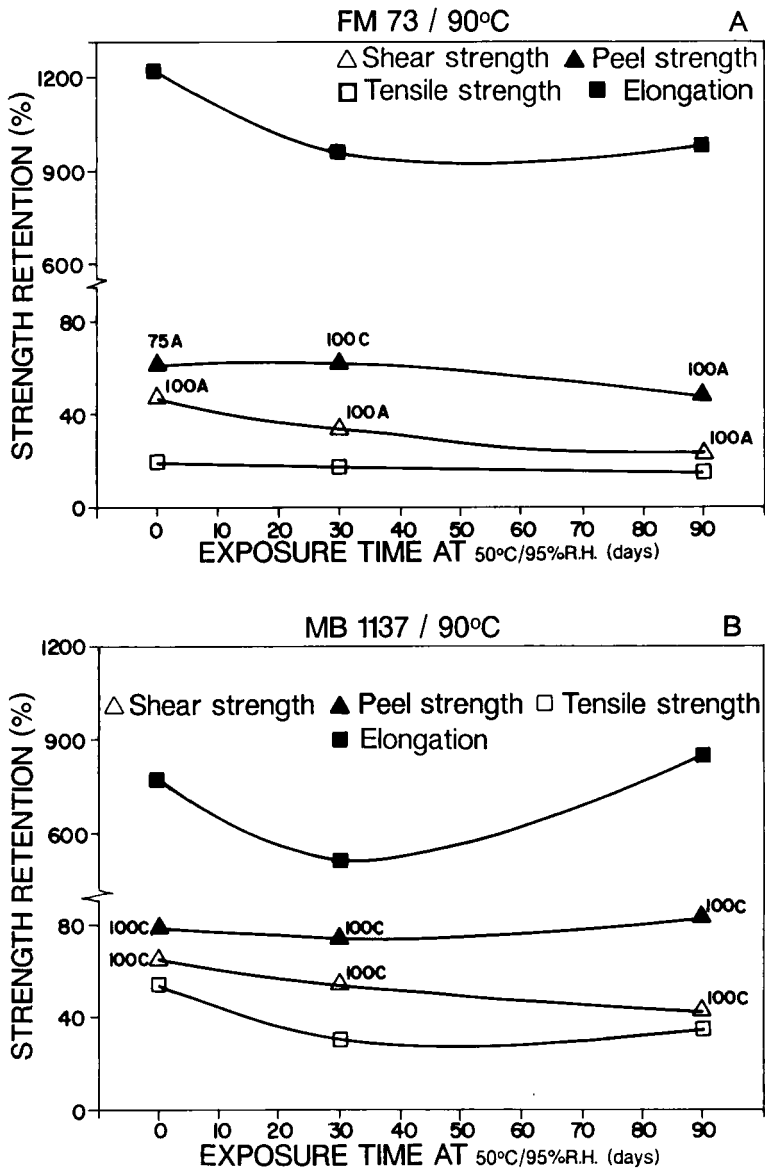 FM 73 / 90ºC A
△ Shear strength ▲ Peel strength
□ Tensile strength ■ Elongation
STRENGTH RETENTION (%)
1200
900
600
80
40
0
75A
100C
100A
100A
100A
100A
0 10 20 30 40 50 60 70 80 90
EXPOSURE TIME AT 50ºC/95%R.H. (days)
MB 1137 / 90ºC B
△ Shear strength ▲ Peel strength □ Tensile strength
■ Elongation
STRENGTH RETENTION (%)
1200
900
600
80
40
0
100C
100C
100C
100C
100C
100C
0 10 20 30 40 50 60 70 80 90
EXPOSURE TIME AT 50ºC/95%R.H. (days)